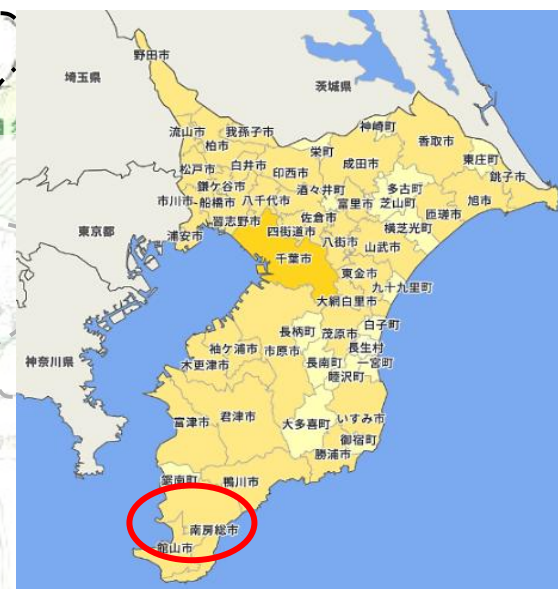 野田市
埼玉県
茨城県
流山市
我孫子市
柏市
神崎町
香取市
栄町
成田市
東庄町
松戸市
白井市
印西市
銚子市
鎌ケ谷市
酒々井町
多古町
市川市
船橋市
八千代市
富里市
芝山町
旭市
匝瑳市
習志野市
佐倉市
横芝光町
東京都
浦安市
四街道市
八街市
山武市
千葉市
東金市
九十九里町
大網白里市
白子町
長柄町
茂原市
長生村
袖ケ浦市
市原市
神奈川県
木更津市
長南町
一宮町
睦沢町
富津市
君津市
大多喜町
いすみ市
御宿町
勝浦市
鋸南町
鴨川市
南房総市
館山市